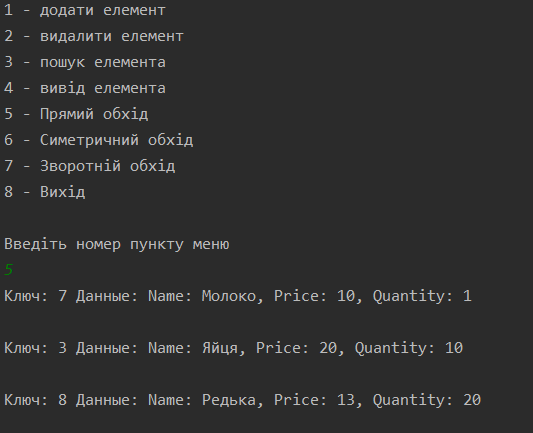 1 - додати елемент
2 - видалити елемент
3 - пошук елемента
4 - вивід елемента
5 - Прямий обхід
6 - Симетричний обхід
7 - Зворотній обхід
8 - Вихід
Введіть номер пункту меню
5
Ключ: 7 Данные: Name: Молоко, Price: 10, Quantity: 1
Ключ: 3 Данные: Name: Яйця, Price: 20, Quantity: 10
Ключ: 8 Данные: Name: Редька, Price: 13, Quantity: 20